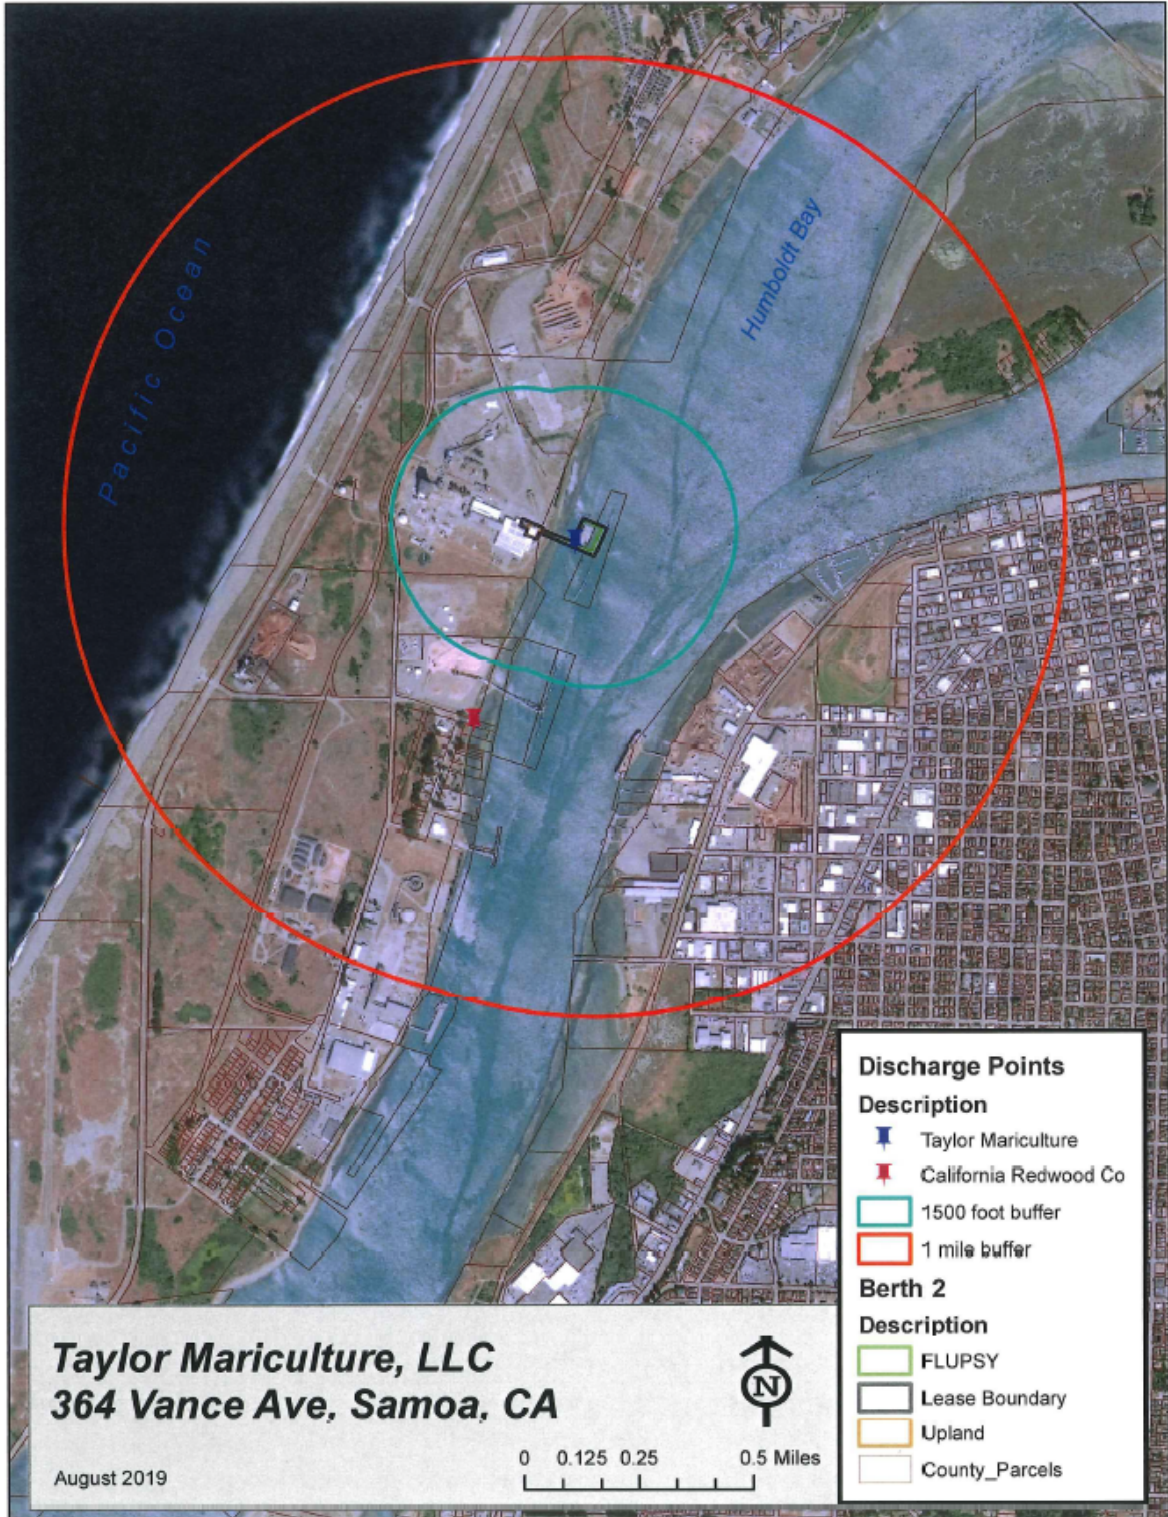 Pacific Ocean
Humboldt Bay
Discharge Points
Description
Taylor Mariculture
California Redwood Co
1500 foot buffer
1 mile buffer
Berth 2
Description
FLUPSY
Lease Boundary
Upland
County_Parcels
Taylor Mariculture, LLC
364 Vance Ave, Samoa, CA
August 2019
N
0 0.125 0.25 0.5 Miles